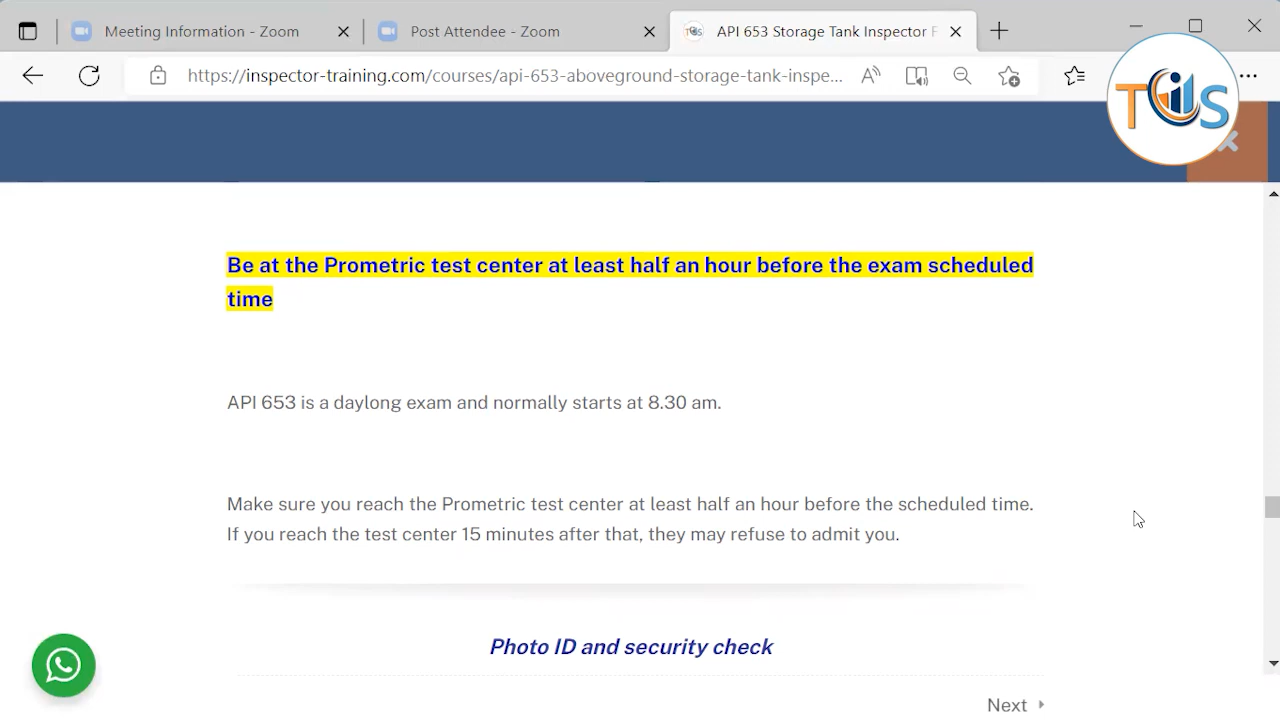 Meeting Information - Zoom
Post Attendee - Zoom
API 653 Storage Tank Inspector F
https://inspector-training.com/courses/api-653-aboveground-storage-tank-inspe...
TIS
Be at the Prometric test center at least half an hour before the exam scheduled
time
API 653 is a daylong exam and normally starts at 8.30 am.
Make sure you reach the Prometric test center at least half an hour before the scheduled time.
If you reach the test center 15 minutes after that, they may refuse to admit you.
Photo ID and security check
Next